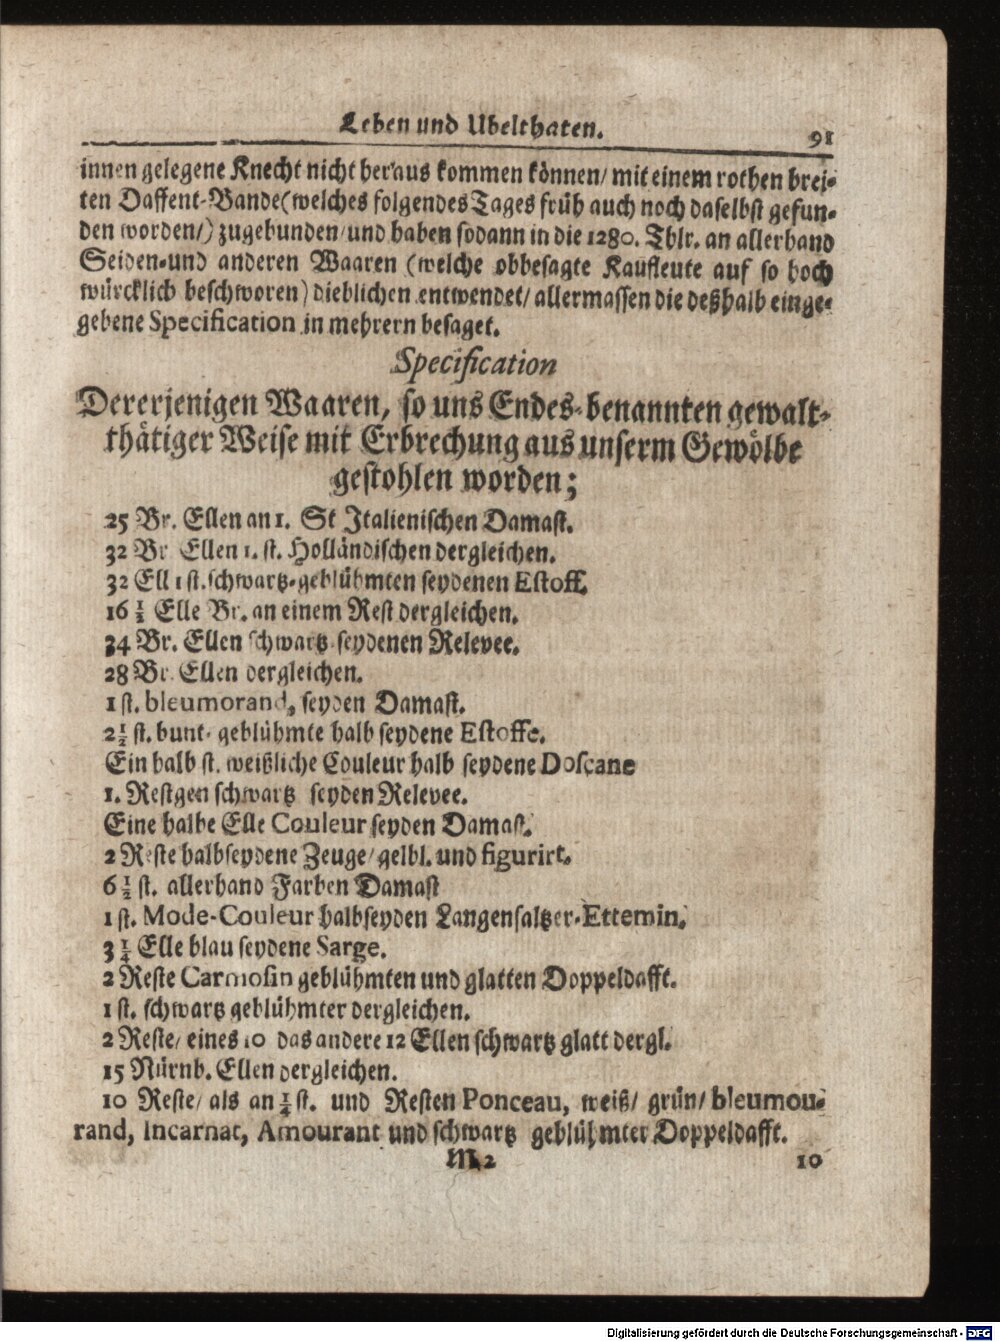 Leben und Ubelthaten. 91
innen gelegene Knecht nicht heraus kommen können/ mit einem rothen brei-
ten Daffent-Bande (welches folgendes Tages früh auch noch daselbst gefun-
den worden/) zugebunden/ und haben sodann in die 1280. Thlr. an allerhand
Seiden-und anderen Waaren (welche obbesagte Kaufleute auf so hoch
würcklich beschworen) dieblichen entwendet/ allermassen die deßhalb einge-
gebene Specification in mehrern besaget.
Specification
Dererjenigen Waaren, so uns Endes-benannten gewalt-
thätiger Weise mit Erbrechung aus unserm Gewölbe
gestohlen worden;
25 Br. Ellen an 1. St Italienischen Damast.
32 Br Ellen 1. st. Holländischen dergleichen.
32 Ell 1 st. schwartz-geblühmten seydenen Estoff.
16 1/2 Elle Br. an einem Rest dergleichen.
34 Br. Ellen schwartz-seydenen Relevee.
28 Br. Ellen dergleichen.
1 st. bleumorand, seyden Damast.
2 1/2 st. bunt-geblühmte halb seydene Estoffe.
Ein halb st. weißliche Couleur halb seydene Doscane
1. Restgen schwartz seyden Relevee.
Eine halbe Elle Couleur seyden Damast.
2 Reste halbseydene Zeuge/ gelbl. und figurirt.
6 1/2 st. allerhand Farben Damast
1 st. Mode-Couleur halbseyden Langensaltzer-Ettemin.
3 1/4 Elle blau seydene Sarge.
2 Reste Carmosin geblühmten und glatten Doppeldafft.
1 st. schwartz geblühmter dergleichen.
2 Reste/ eines 10 das andere 12 Ellen schwartz glatt dergl.
15 Nürnb. Ellen dergleichen.
10 Reste/ als an 1/4 st. und Resten Ponceau, weiß/ grün/ bleumou-
rand, Incarnat, Amourant und schwartz geblühmter Doppeldafft.
M 2 10
Digitalisierung gefördert durch die Deutsche Forschungsgemeinschaft - DFG